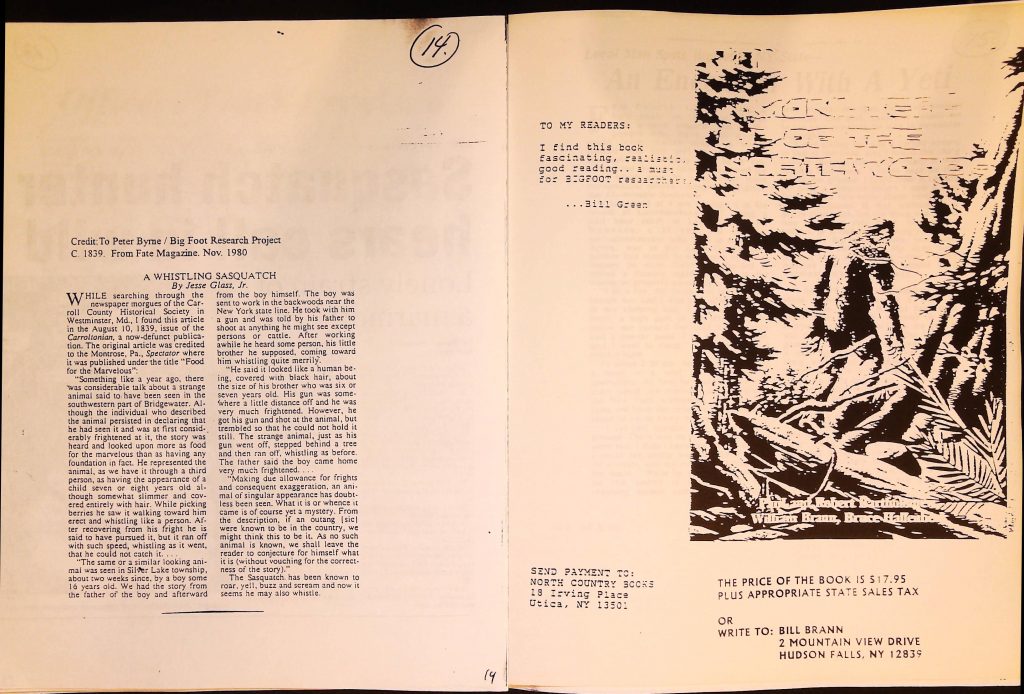 14.
Credit: To Peter Byrne / Big Foot Research Project
C. 1839. From Fate Magazine. Nov. 1980
A WHISTLING SASQUATCH
By Jesse Glass, Jr.
WHILE searching through the
newspaper morgues of the Car-
roll County Historical Society in
Westminster, Md., I found this article
in the August 10, 1839, issue of the
Carroltonian, a now-defunct publica-
tion. The original article was credited
to the Montrose, Pa., Spectator where
it was published under the title "Food
for the Marvelous":
"Something like a year ago, there
was considerable talk about a strange
animal said to have been seen in the
southwestern part of Bridgewater. Al-
though the individual who described
the animal persisted in declaring that
he had seen it and was at first consid-
erably frightened at it, the story was
heard and looked upon more as food
for the marvelous than as having any
foundation in fact. He represented the
animal, as we have it through a third
person, as having the appearance of a
child seven or eight years old al-
though somewhat slimmer and cov-
ered entirely with hair. While picking
berries he saw it walking toward him
erect and whistling like a person. Af-
ter recovering from his fright he is
said to have pursued it, but it ran off
with such speed, whistling as it went,
that he could not catch it. . . .
"The same or a similar looking ani-
mal was seen in Silver Lake township,
about two weeks since, by a boy some
16 years old. We had the story from
the father of the boy and afterward
from the boy himself. The boy was
sent to work in the backwoods near the
New York state line. He took with him
a gun and was told by his father to
shoot at anything he might see except
persons or cattle. After working
awhile he heard some person, his little
brother he supposed, coming toward
him whistling quite merrily.
"He said it looked like a human be-
ing, covered with black hair, about
the size of his brother who was six or
seven years old. His gun was some-
where a little distance off and he was
very much frightened. However, he
got his gun and shot at the animal, but
trembled so that he could not hold it
still. The strange animal, just as his
gun went off, stepped behind a tree
and then ran off, whistling as before.
The father said the boy came home
very much frightened. . . .
"Making due allowance for frights
and consequent exaggeration, an ani-
mal of singular appearance has doubt-
less been seen. What it is or whence it
came is of course yet a mystery. From
the description, if an outang [sic]
were known to be in the country, we
might think this to be it. As no such
animal is known, we shall leave the
reader to conjecture for himself what
it is (without vouching for the correct-
ness of the story)."
The Sasquatch has been known to
roar, yell, buzz and scream and now it
seems he may also whistle.
14
TO MY READERS:
I find this book
fascinating, realistic,
good reading.. a must
for BIGFOOT researchers.
...Bill Green
OF THE
Robert Bartholomew
William Brann, Bruce Hallenbeck
SEND PAYMENT TO:
NORTH COUNTRY BOOKS
18 Irving Place
Utica, NY 13501
THE PRICE OF THE BOOK IS $17.95
PLUS APPROPRIATE STATE SALES TAX
OR
WRITE TO: BILL BRANN
2 MOUNTAIN VIEW DRIVE
HUDSON FALLS, NY 12839